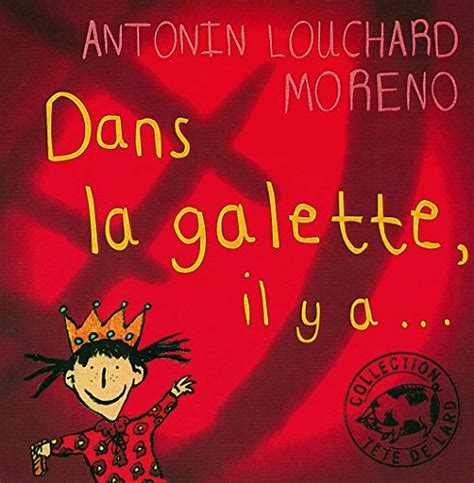 ANTONIN LOUCHARD
MORENO
Dans
la galette,
il y a...
COLLECTION
TÊTE DE LARD